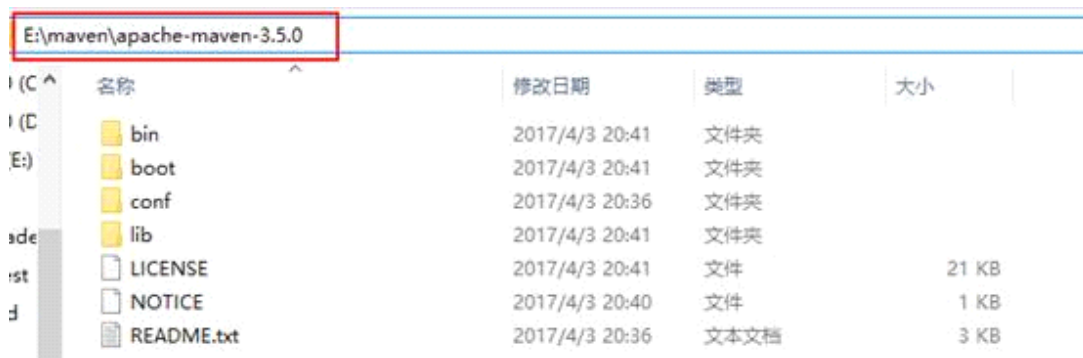 E:\maven\apache-maven-3.5.0
名称 修改日期 类型 大小
bin 2017/4/3 20:41 文件夹
boot 2017/4/3 20:41 文件夹
conf 2017/4/3 20:36 文件夹
lib 2017/4/3 20:41 文件夹
LICENSE 2017/4/3 20:41 文件 21 KB
NOTICE 2017/4/3 20:40 文件 1 KB
README.txt 2017/4/3 20:36 文本文档 3 KB
(C
(D
E:)
ade
est
d